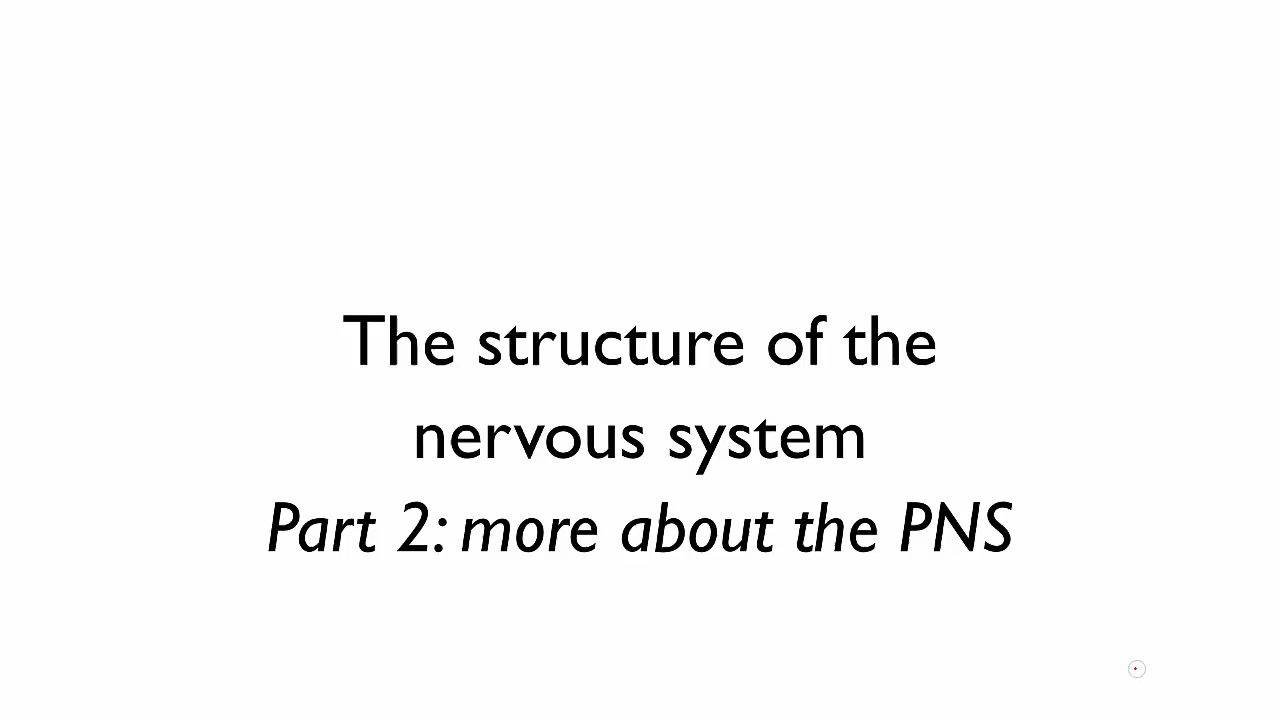 The structure of the
nervous system
Part 2: more about the PNS